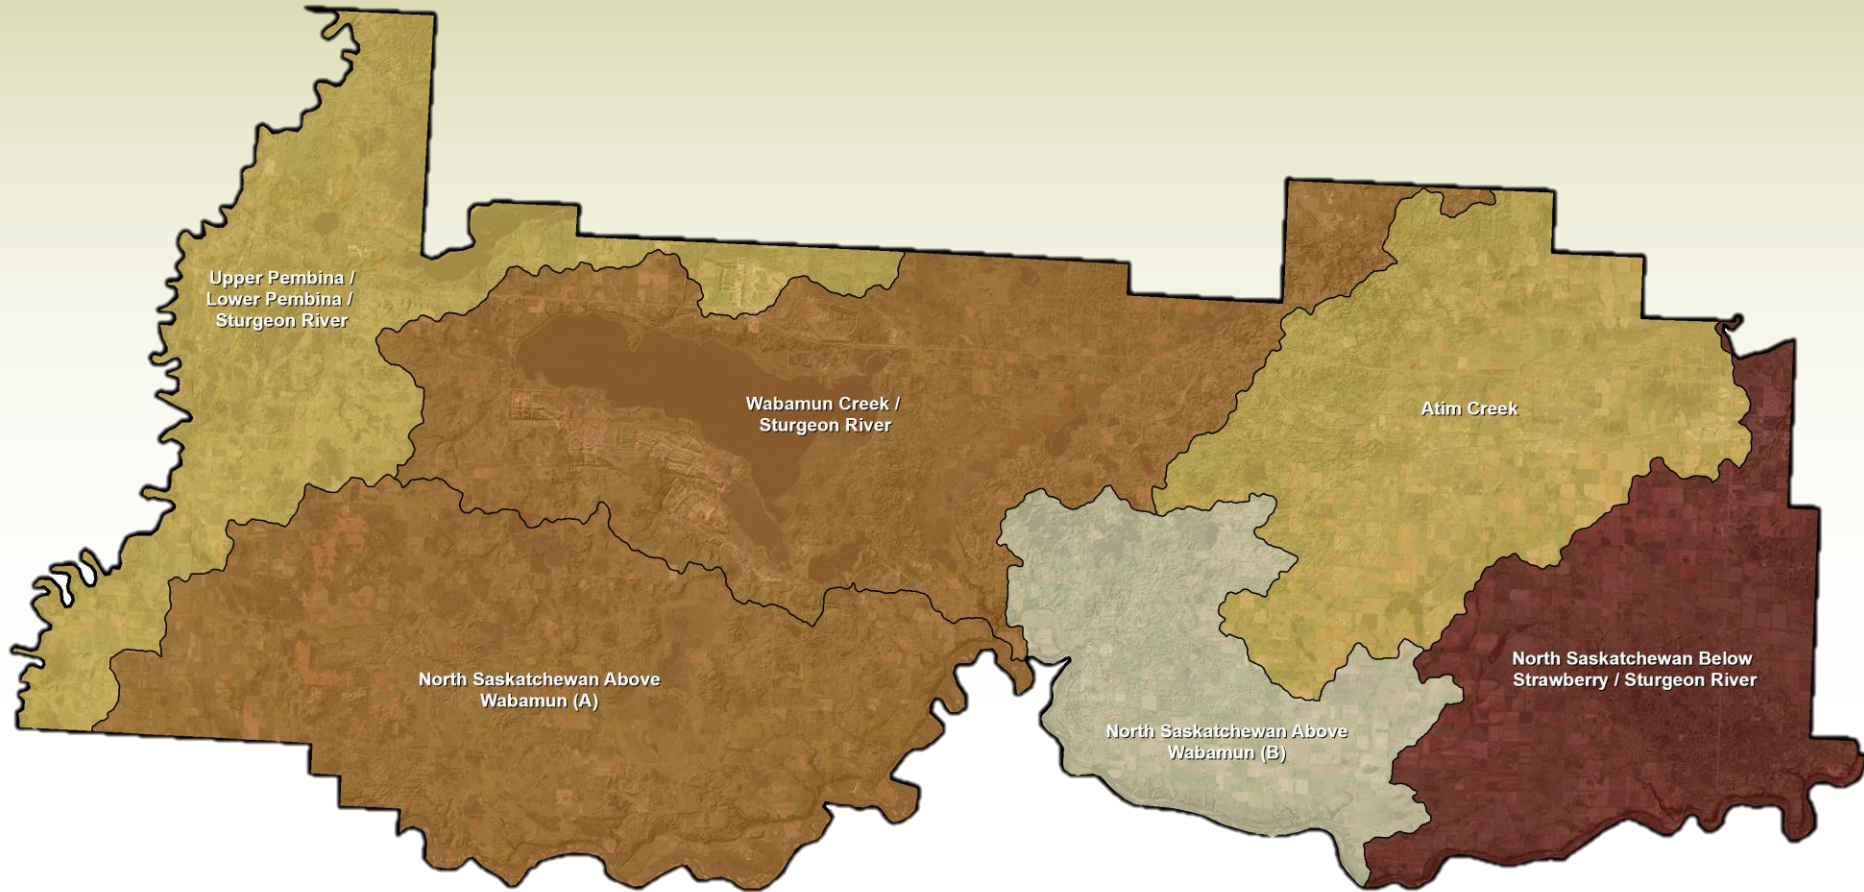 Upper Pembina /
Lower Pembina /
Sturgeon River
Wabamun Creek /
Sturgeon River
Atim Creek
North Saskatchewan Above
Wabamun (A)
North Saskatchewan Above
Wabamun (B)
North Saskatchewan Below
Strawberry / Sturgeon River